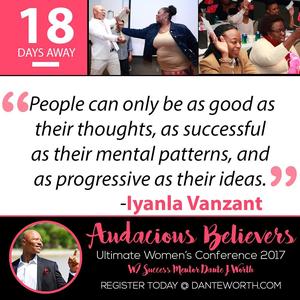 18
DAYS AWAY
“People can only be as good as
their thoughts, as successful
as their mental patterns, and
as progressive as their ideas.”
-Iyanla Vanzant
Audacious Believers
Ultimate Women's Conference 2017
W/ Success Mentor Dante J Worth
REGISTER TODAY @ DANTEWORTH.COM